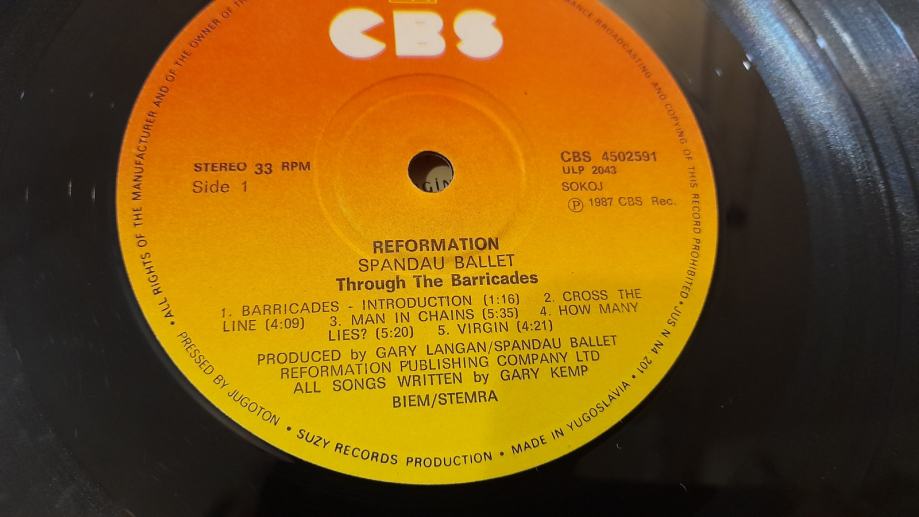 CBS
ALL RIGHTS OF THE MANUFACTURER AND OF THE OWNER OF
BROADCASTING AND COPYING OF THIS RECORD PROHIBITED • JUS N N4 201 •
STEREO 33 RPM
Side 1
CBS 4502591
ULP 2043
SOKOJ
Ⓟ 1987 CBS Rec.
GIN
REFORMATION
SPANDAU BALLET
Through The Barricades
1. BARRICADES - INTRODUCTION (1:16) 2. CROSS THE
LINE (4:09) 3. MAN IN CHAINS (5:35) 4. HOW MANY
LIES? (5:20) 5. VIRGIN (4:21)
PRODUCED by GARY LANGAN/SPANDAU BALLET
REFORMATION PUBLISHING COMPANY LTD
ALL SONGS WRITTEN by GARY KEMP
BIEM/STEMRA
• PRESSED BY JUGOTON • SUZY RECORDS PRODUCTION • MADE IN YUGOSLAVIA •